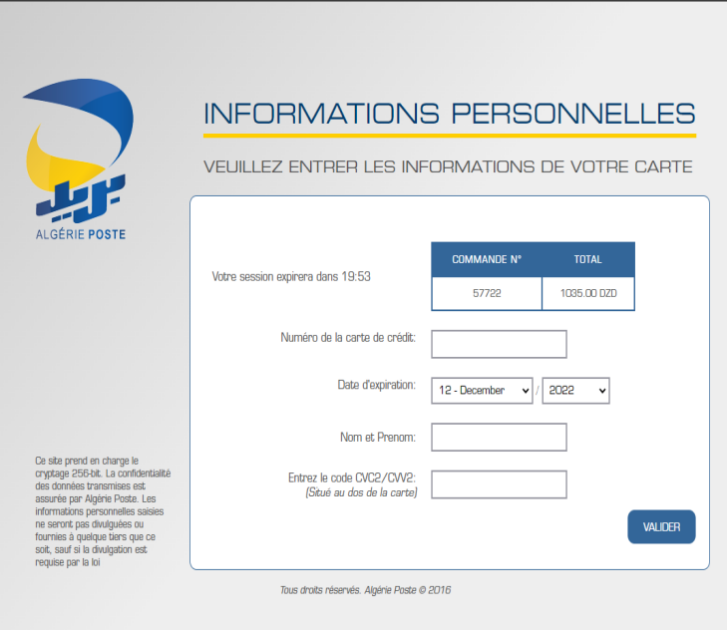 INFORMATIONS PERSONNELLES
VEUILLEZ ENTRER LES INFORMATIONS DE VOTRE CARTE
بريد
ALGÉRIE POSTE
COMMANDE N° TOTAL
Votre session expirera dans 19:53
57722 1035.00 DZD
Numéro de la carte de crédit:
Date d'expiration: 12 - December / 2022
Nom et Prenom:
Entrez le code CVC2/CVV2:
(Situé au dos de la carte)
VALIDER
Ce site prend en charge le
cryptage 256-bit. La confidentialité
des données transmises est
assurée par Algérie Poste. Les
informations personnelles saisies
ne seront pas divulguées ou
fournies à quelque tiers que ce
soit, sauf si la divulgation est
requise par la loi
Tous droits réservés. Algérie Poste © 2016